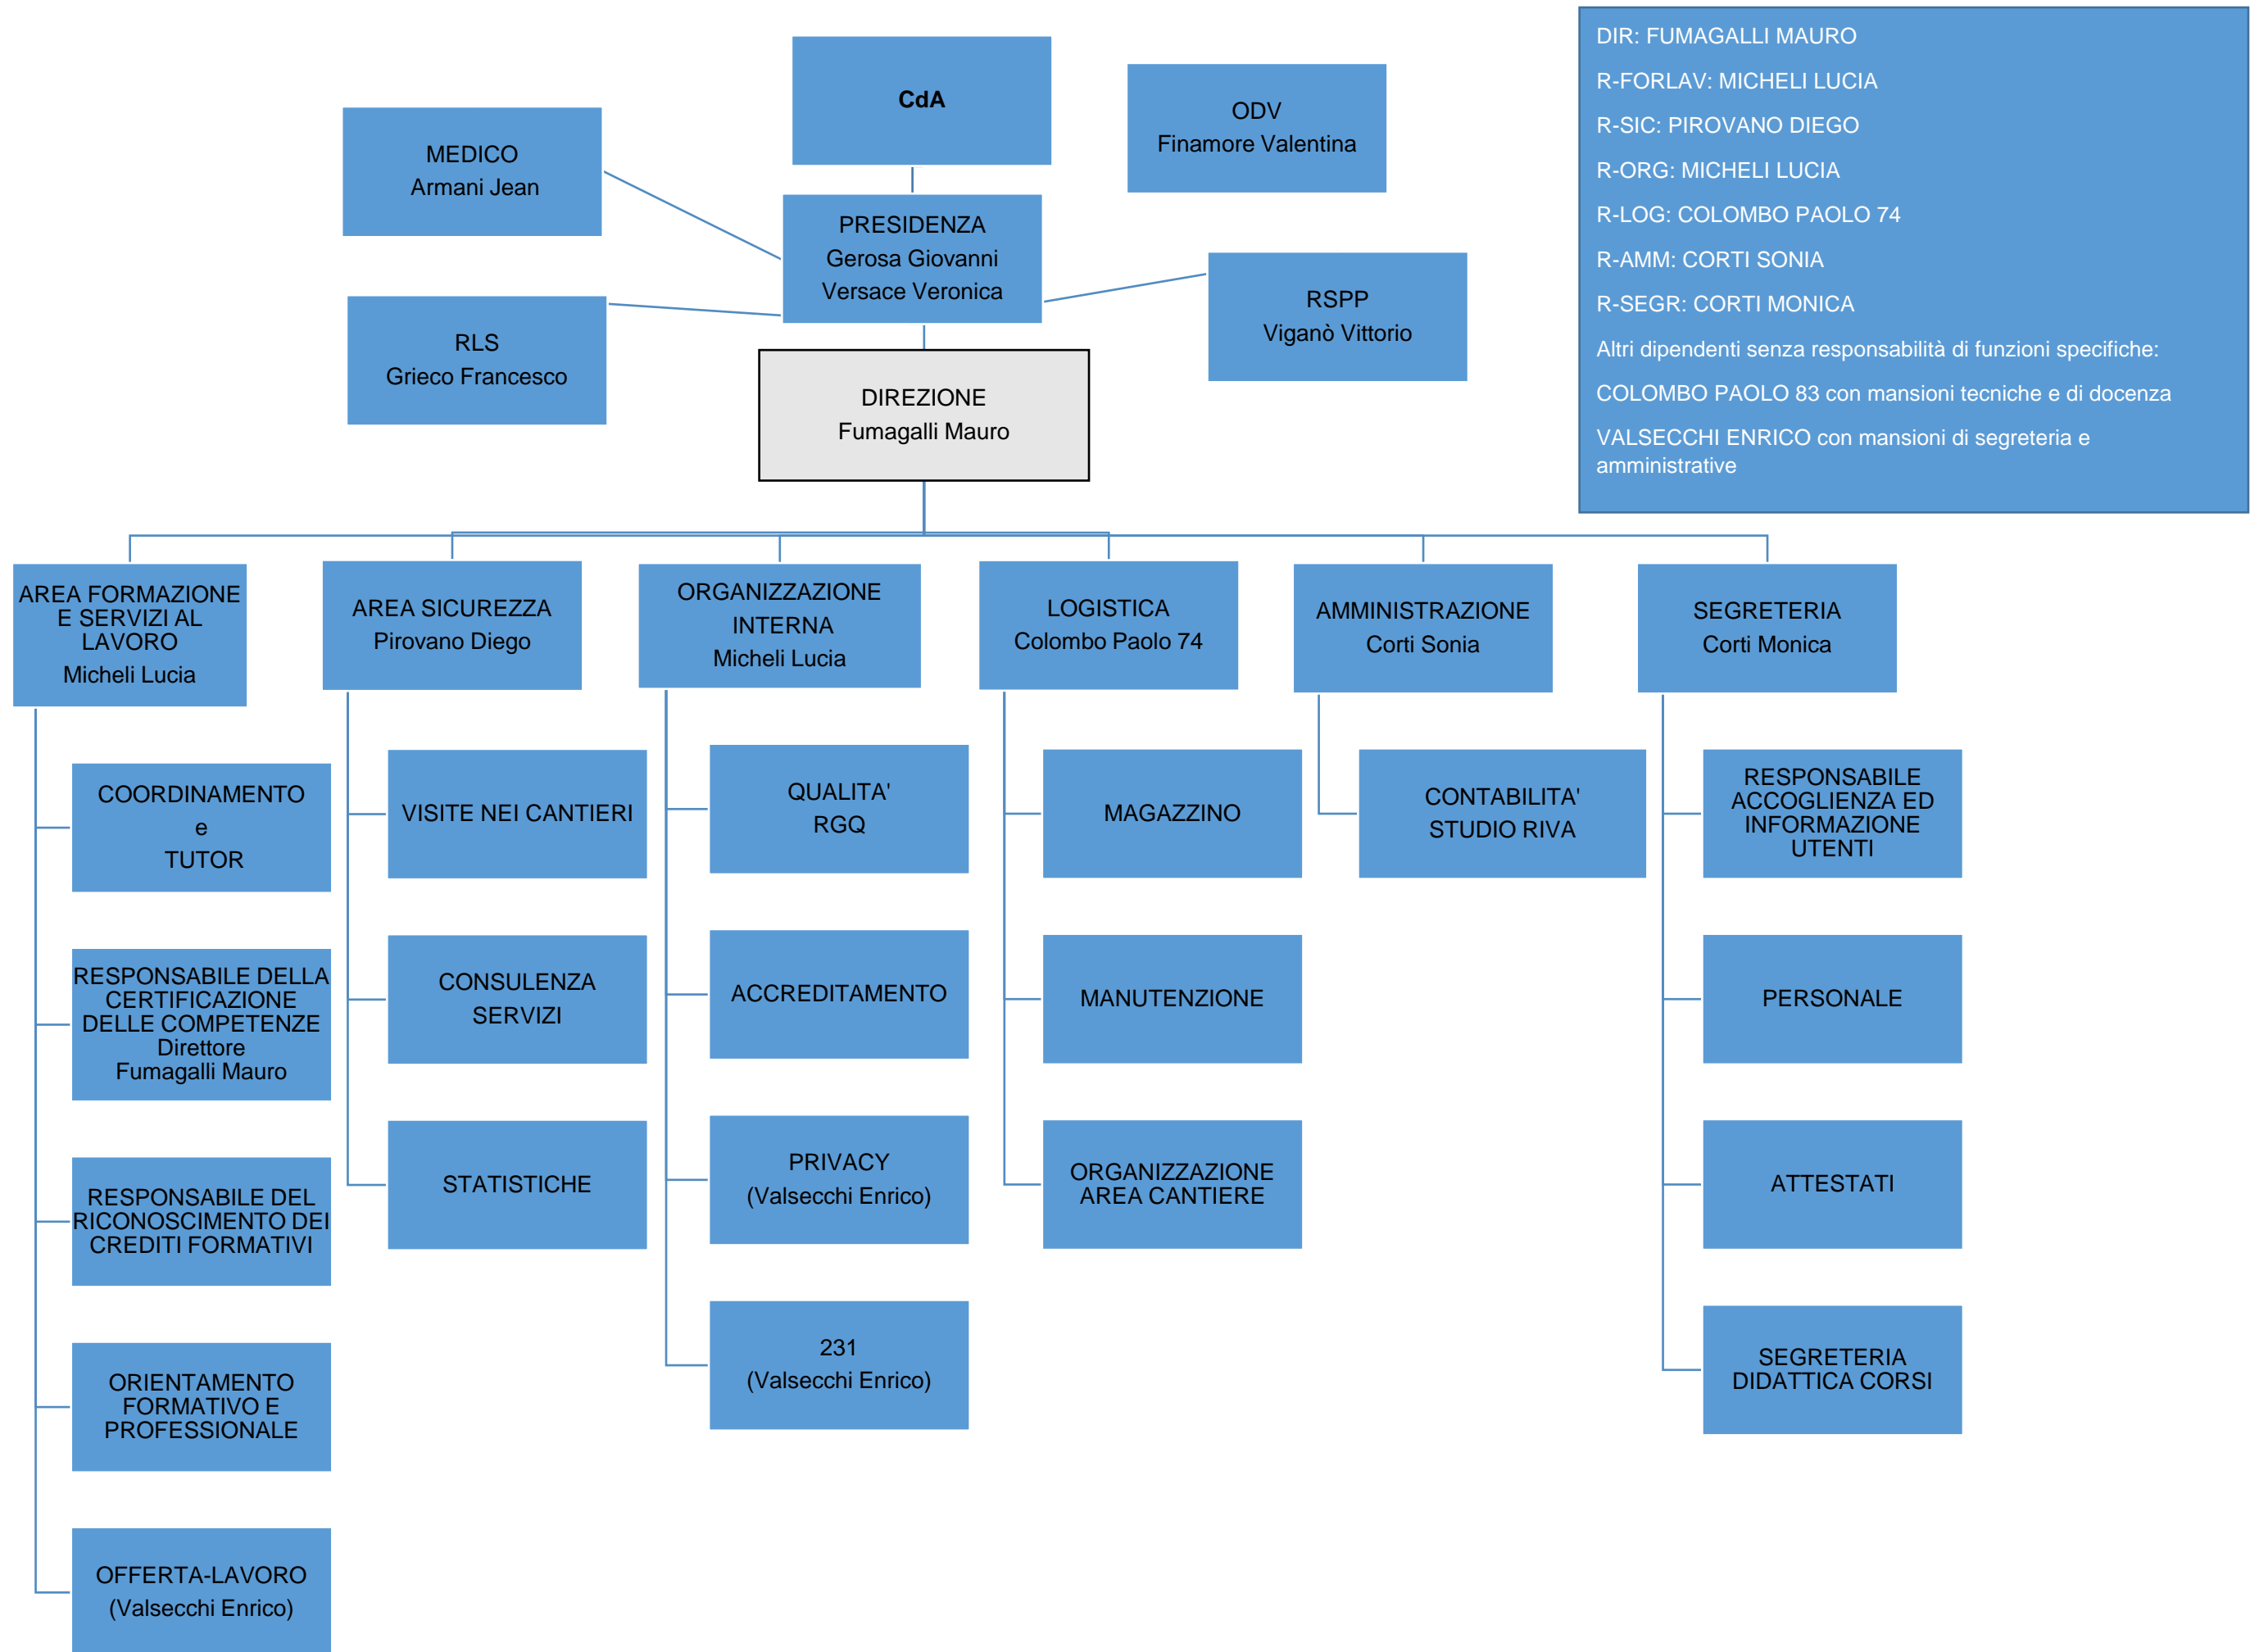 CdA
ODV
Finamore Valentina
MEDICO
Armani Jean
PRESIDENZA
Gerosa Giovanni
Versace Veronica
RLS
Grieco Francesco
RSPP
Viganò Vittorio
DIREZIONE
Fumagalli Mauro
DIR: FUMAGALLI MAURO
R-FORLAV: MICHELI LUCIA
R-SIC: PIROVANO DIEGO
R-ORG: MICHELI LUCIA
R-LOG: COLOMBO PAOLO 74
R-AMM: CORTI SONIA
R-SEGR: CORTI MONICA
Altri dipendenti senza responsabilità di funzioni specifiche:
COLOMBO PAOLO 83 con mansioni tecniche e di docenza
VALSECCHI ENRICO con mansioni di segreteria e
amministrative
AREA FORMAZIONE
E SERVIZI AL
LAVORO
Micheli Lucia
COORDINAMENTO
e
TUTOR
RESPONSABILE DELLA
CERTIFICAZIONE
DELLE COMPETENZE
Direttore
Fumagalli Mauro
RESPONSABILE DEL
RICONOSCIMENTO DEI
CREDITI FORMATIVI
ORIENTAMENTO
FORMATIVO E
PROFESSIONALE
OFFERTA-LAVORO
(Valsecchi Enrico)
AREA SICUREZZA
Pirovano Diego
VISITE NEI CANTIERI
CONSULENZA
SERVIZI
STATISTICHE
ORGANIZZAZIONE
INTERNA
Micheli Lucia
QUALITA'
RGQ
ACCREDITAMENTO
PRIVACY
(Valsecchi Enrico)
231
(Valsecchi Enrico)
LOGISTICA
Colombo Paolo 74
MAGAZZINO
MANUTENZIONE
ORGANIZZAZIONE
AREA CANTIERE
AMMINISTRAZIONE
Corti Sonia
CONTABILITA'
STUDIO RIVA
SEGRETERIA
Corti Monica
RESPONSABILE
ACCOGLIENZA ED
INFORMAZIONE
UTENTI
PERSONALE
ATTESTATI
SEGRETERIA
DIDATTICA CORSI